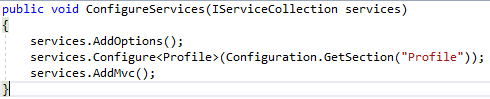 public void ConfigureServices(IServiceCollection services)
{
    services.AddOptions();
    services.Configure<Profile>(Configuration.GetSection("Profile"));
    services.AddMvc();
}